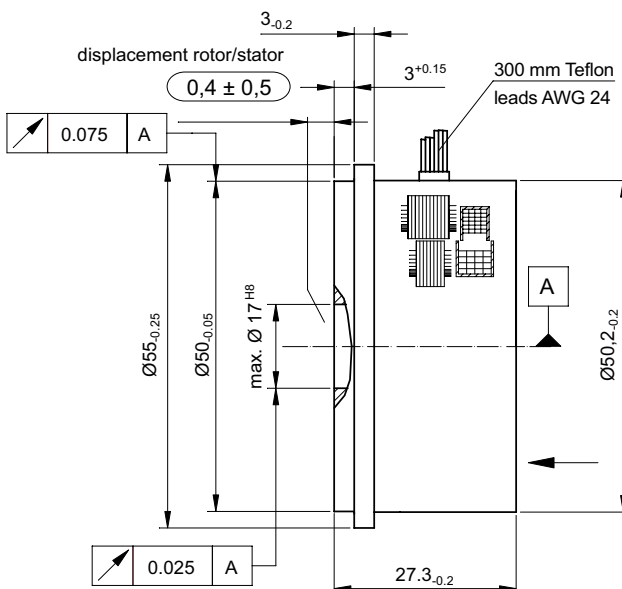 3-0.2
displacement rotor/stator
0,4 ± 0,5
3+0.15
300 mm Teflon
leads AWG 24
0.075 A
A
Ø55-0.25
Ø50-0.05
max. Ø 17 H8
Ø50,2-0.2
0.025 A
27.3-0.2